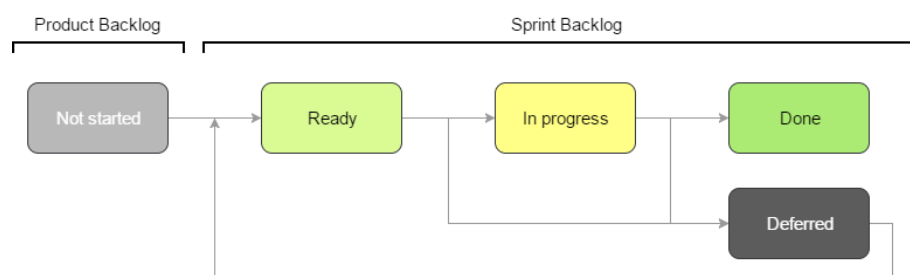 Product Backlog
Sprint Backlog
Not started
Ready
In progress
Done
Deferred